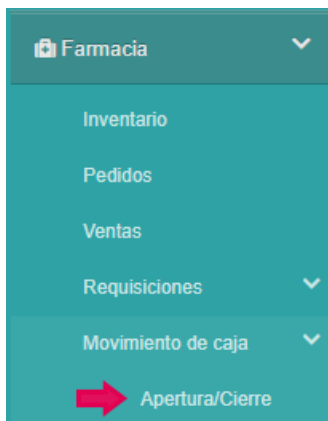 Farmacia
Inventario
Pedidos
Ventas
Requisiciones
Movimiento de caja
Apertura/Cierre